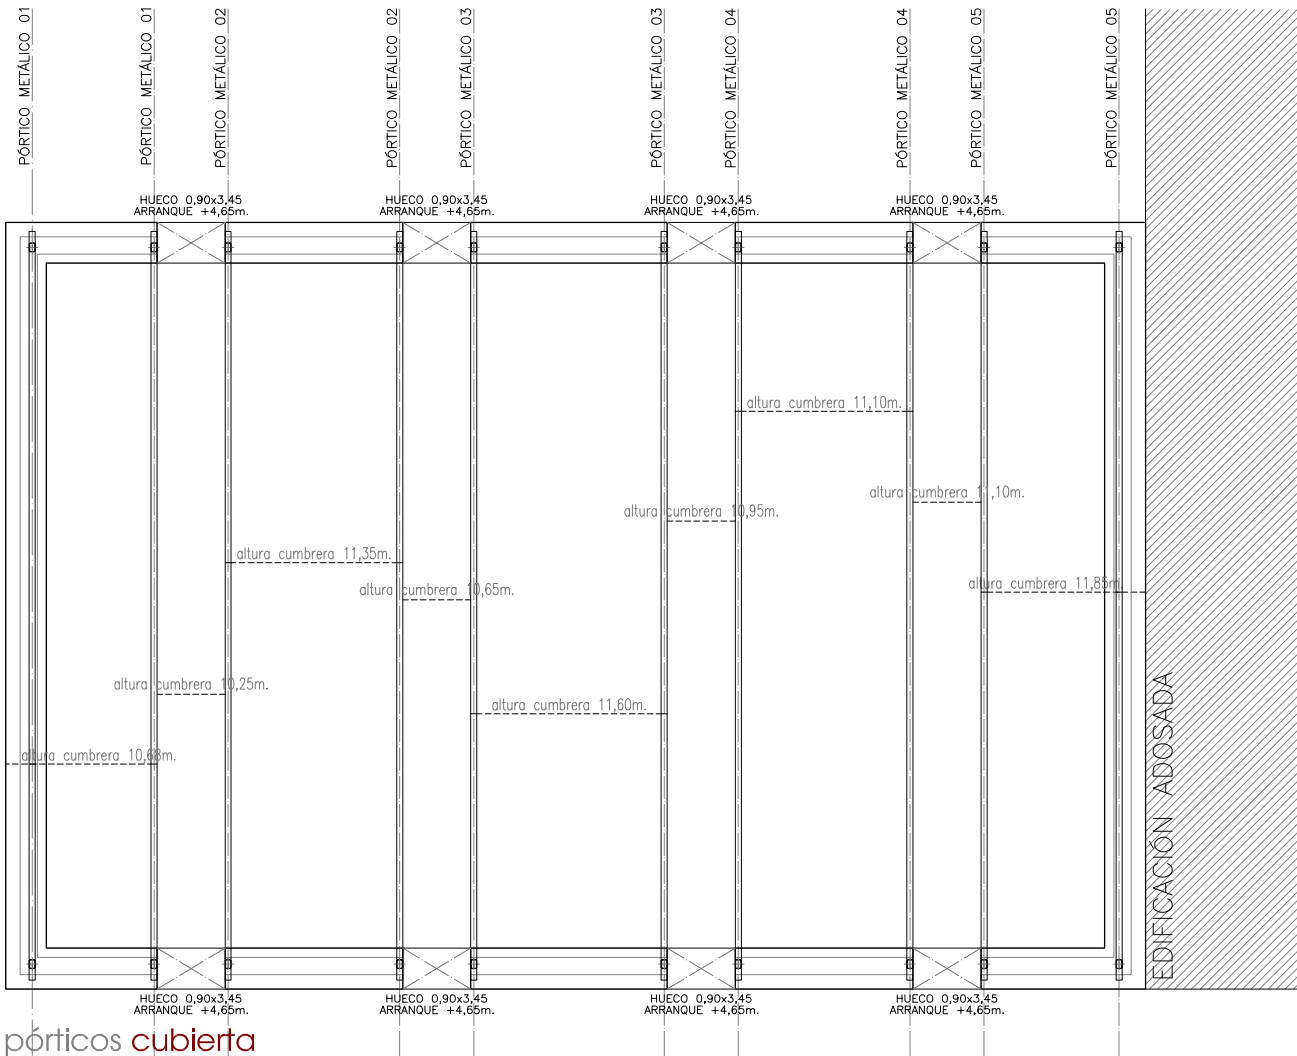 PÓRTICO METÁLICO 01
PÓRTICO METÁLICO 01
PÓRTICO METÁLICO 02
PÓRTICO METÁLICO 02
PÓRTICO METÁLICO 03
PÓRTICO METÁLICO 03
PÓRTICO METÁLICO 04
PÓRTICO METÁLICO 04
PÓRTICO METÁLICO 05
PÓRTICO METÁLICO 05
HUECO 0,90x3,45
ARRANQUE +4,65m.
HUECO 0,90x3,45
ARRANQUE +4,65m.
HUECO 0,90x3,45
ARRANQUE +4,65m.
HUECO 0,90x3,45
ARRANQUE +4,65m.
altura cumbrera 11,10m.
altura cumbrera 11,10m.
altura cumbrera 10,95m.
altura cumbrera 11,35m.
altura cumbrera 10,65m.
altura cumbrera 11,85m.
altura cumbrera 10,25m.
altura cumbrera 11,60m.
altura cumbrera 10,68m.
EDIFICACIÓN ADOSADA
HUECO 0,90x3,45
ARRANQUE +4,65m.
HUECO 0,90x3,45
ARRANQUE +4,65m.
HUECO 0,90x3,45
ARRANQUE +4,65m.
HUECO 0,90x3,45
ARRANQUE +4,65m.
pórticos cubierta